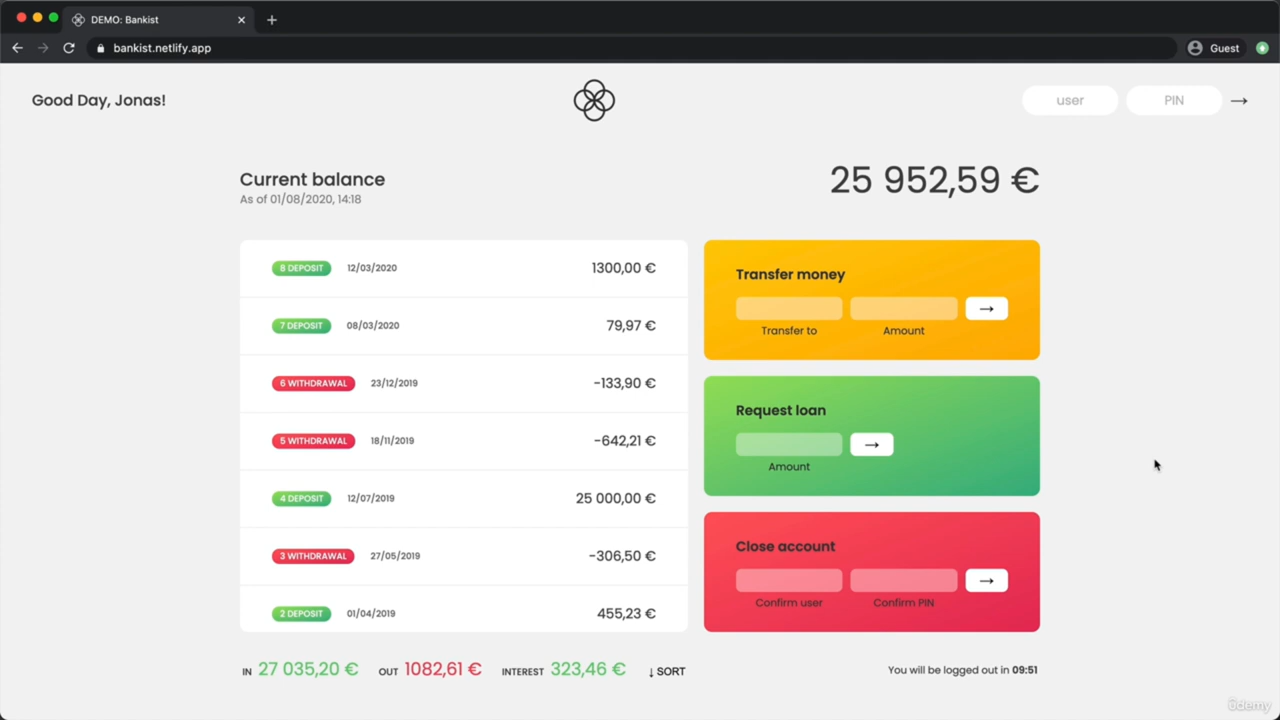 DEMO: Bankist
bankist.netlify.app
Guest
Good Day, Jonas!
user PIN →
Current balance
As of 01/08/2020, 14:18
25 952,59 €
8 DEPOSIT 12/03/2020 1300,00 €
7 DEPOSIT 08/03/2020 79,97 €
6 WITHDRAWAL 23/12/2019 -133,90 €
5 WITHDRAWAL 18/11/2019 -642,21 €
4 DEPOSIT 12/07/2019 25 000,00 €
3 WITHDRAWAL 27/05/2019 -306,50 €
2 DEPOSIT 01/04/2019 455,23 €
Transfer money
→
Transfer to Amount
Request loan
→
Amount
Close account
→
Confirm user Confirm PIN
IN 27 035,20 € OUT 1082,61 € INTEREST 323,46 € ↓ SORT
You will be logged out in 09:51
ûdemy